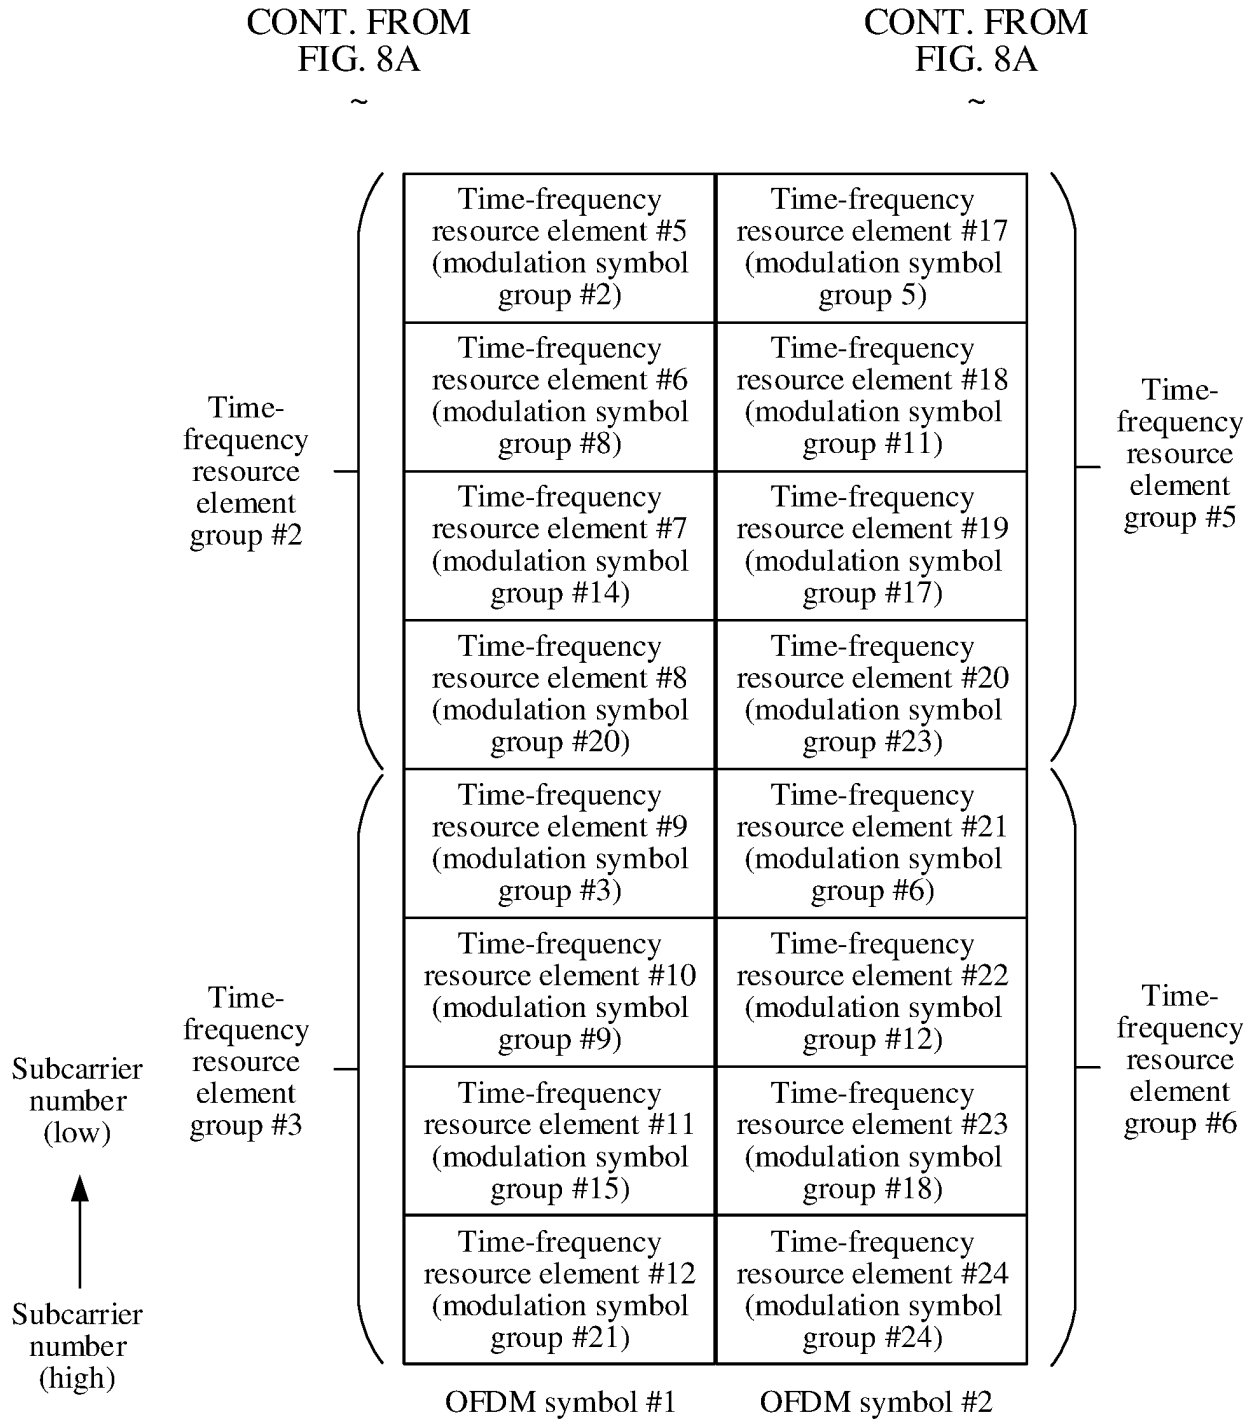 CONT. FROM
FIG. 8A
~
CONT. FROM
FIG. 8A
~
Time-
frequency
resource
element
group #2
Time-frequency
resource element #5
(modulation symbol
group #2)
Time-frequency
resource element #17
(modulation symbol
group 5)
Time-frequency
resource element #6
(modulation symbol
group #8)
Time-frequency
resource element #18
(modulation symbol
group #11)
Time-frequency
resource element #7
(modulation symbol
group #14)
Time-frequency
resource element #19
(modulation symbol
group #17)
Time-frequency
resource element #8
(modulation symbol
group #20)
Time-frequency
resource element #20
(modulation symbol
group #23)
Time-
frequency
resource
element
group #5
Time-
frequency
resource
element
group #3
Time-frequency
resource element #9
(modulation symbol
group #3)
Time-frequency
resource element #21
(modulation symbol
group #6)
Time-frequency
resource element #10
(modulation symbol
group #9)
Time-frequency
resource element #22
(modulation symbol
group #12)
Time-frequency
resource element #11
(modulation symbol
group #15)
Time-frequency
resource element #23
(modulation symbol
group #18)
Time-frequency
resource element #12
(modulation symbol
group #21)
Time-frequency
resource element #24
(modulation symbol
group #24)
Time-
frequency
resource
element
group #6
Subcarrier
number
(low)
Subcarrier
number
(high)
OFDM symbol #1
OFDM symbol #2